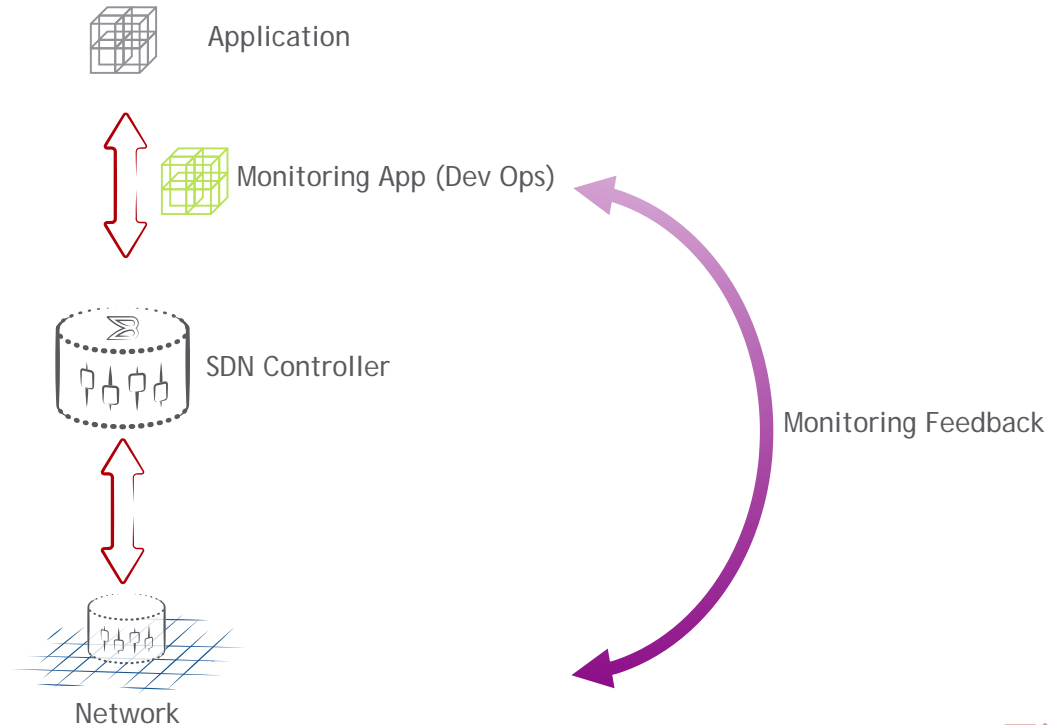 Application
Monitoring App (Dev Ops)
SDN Controller
Monitoring Feedback
Network